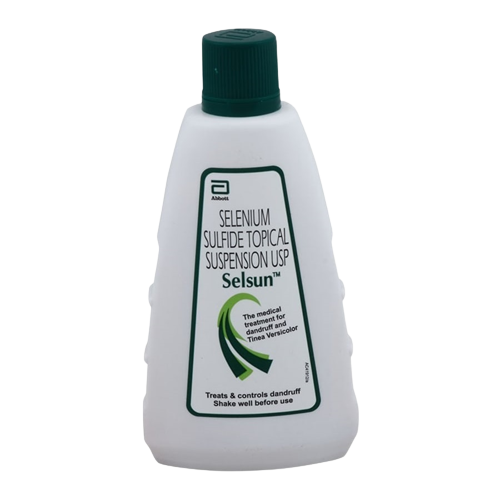 Abbott
SELENIUM
SULFIDE TOPICAL
SUSPENSION USP
Selsun™
The medical
treatment for
dandruff and
Tinea Versicolor
Treats & controls dandruff
Shake well before use